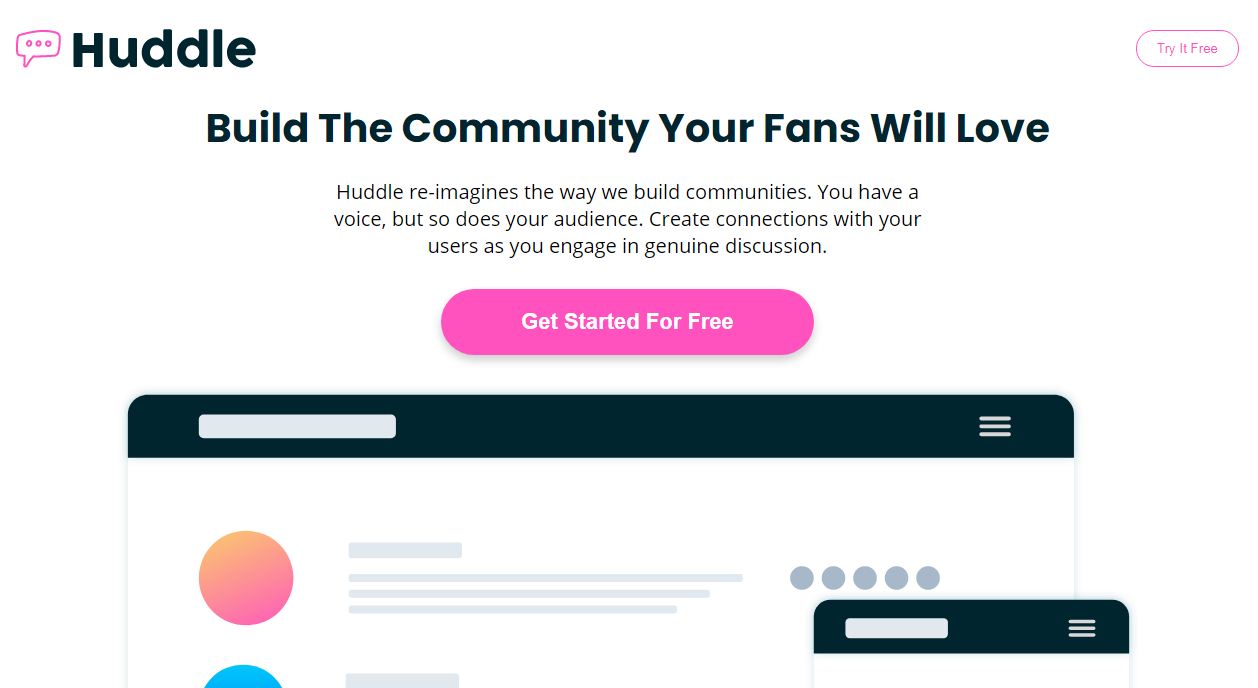 Huddle
Try It Free
Build The Community Your Fans Will Love
Huddle re-imagines the way we build communities. You have a
voice, but so does your audience. Create connections with your
users as you engage in genuine discussion.
Get Started For Free